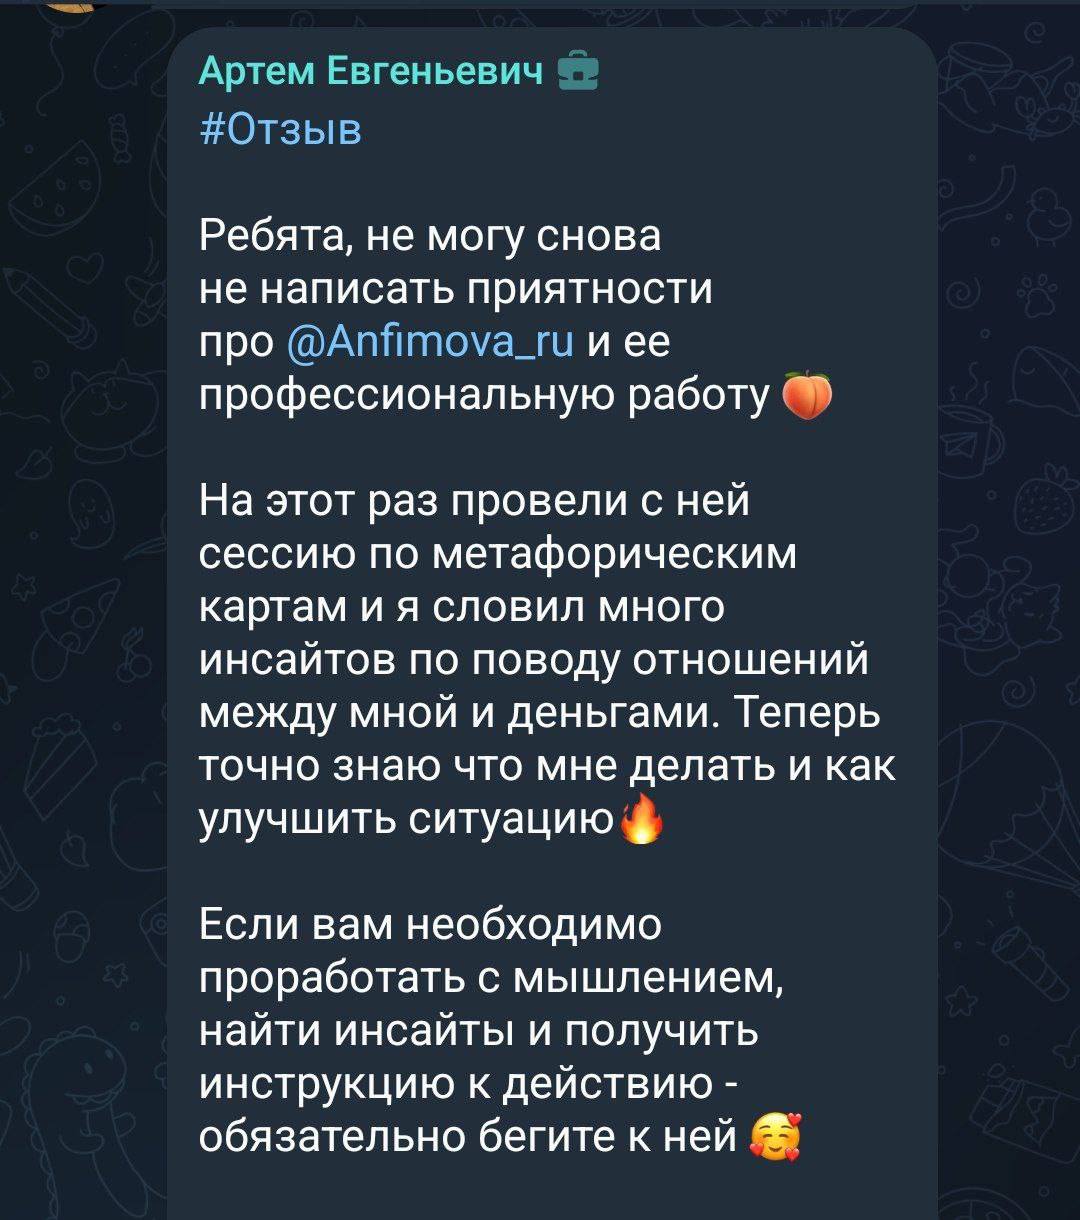 Артем Евгеньевич
#Отзыв
Ребята, не могу снова
не написать приятности
про @Anfimova_ru и ее
профессиональную работу 🍑
На этот раз провели с ней
сессию по метафорическим
картам и я словил много
инсайтов по поводу отношений
между мной и деньгами. Теперь
точно знаю что мне делать и как
улучшить ситуацию🔥
Если вам необходимо
проработать с мышлением,
найти инсайты и получить
инструкцию к действию -
обязательно бегите к ней 🥰